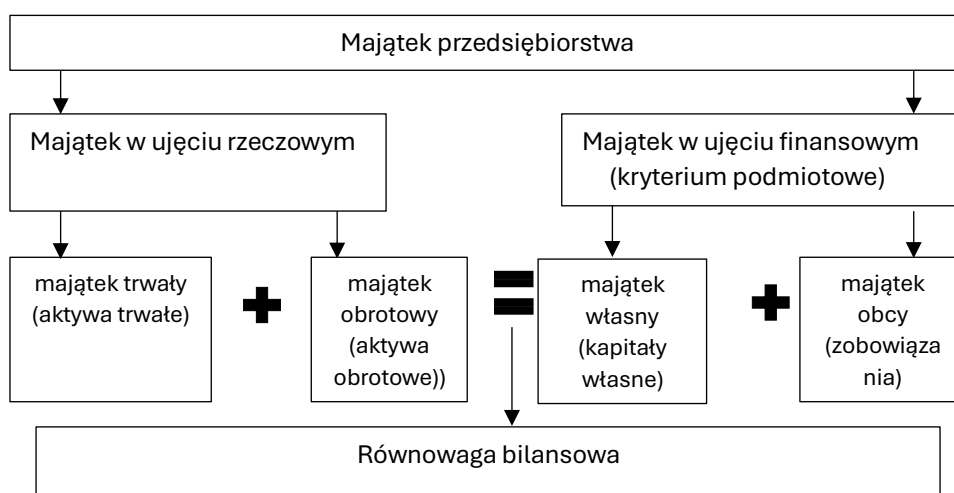 Majątek przedsiębiorstwa
Majątek w ujęciu rzeczowym
Majątek w ujęciu finansowym
(kryterium podmiotowe)
majątek trwały
(aktywa trwałe)
majątek
obrotowy
(aktywa
obrotowe))
majątek
własny
(kapitały
własne)
majątek
obcy
(zobowiąza
nia)
Równowaga bilansowa